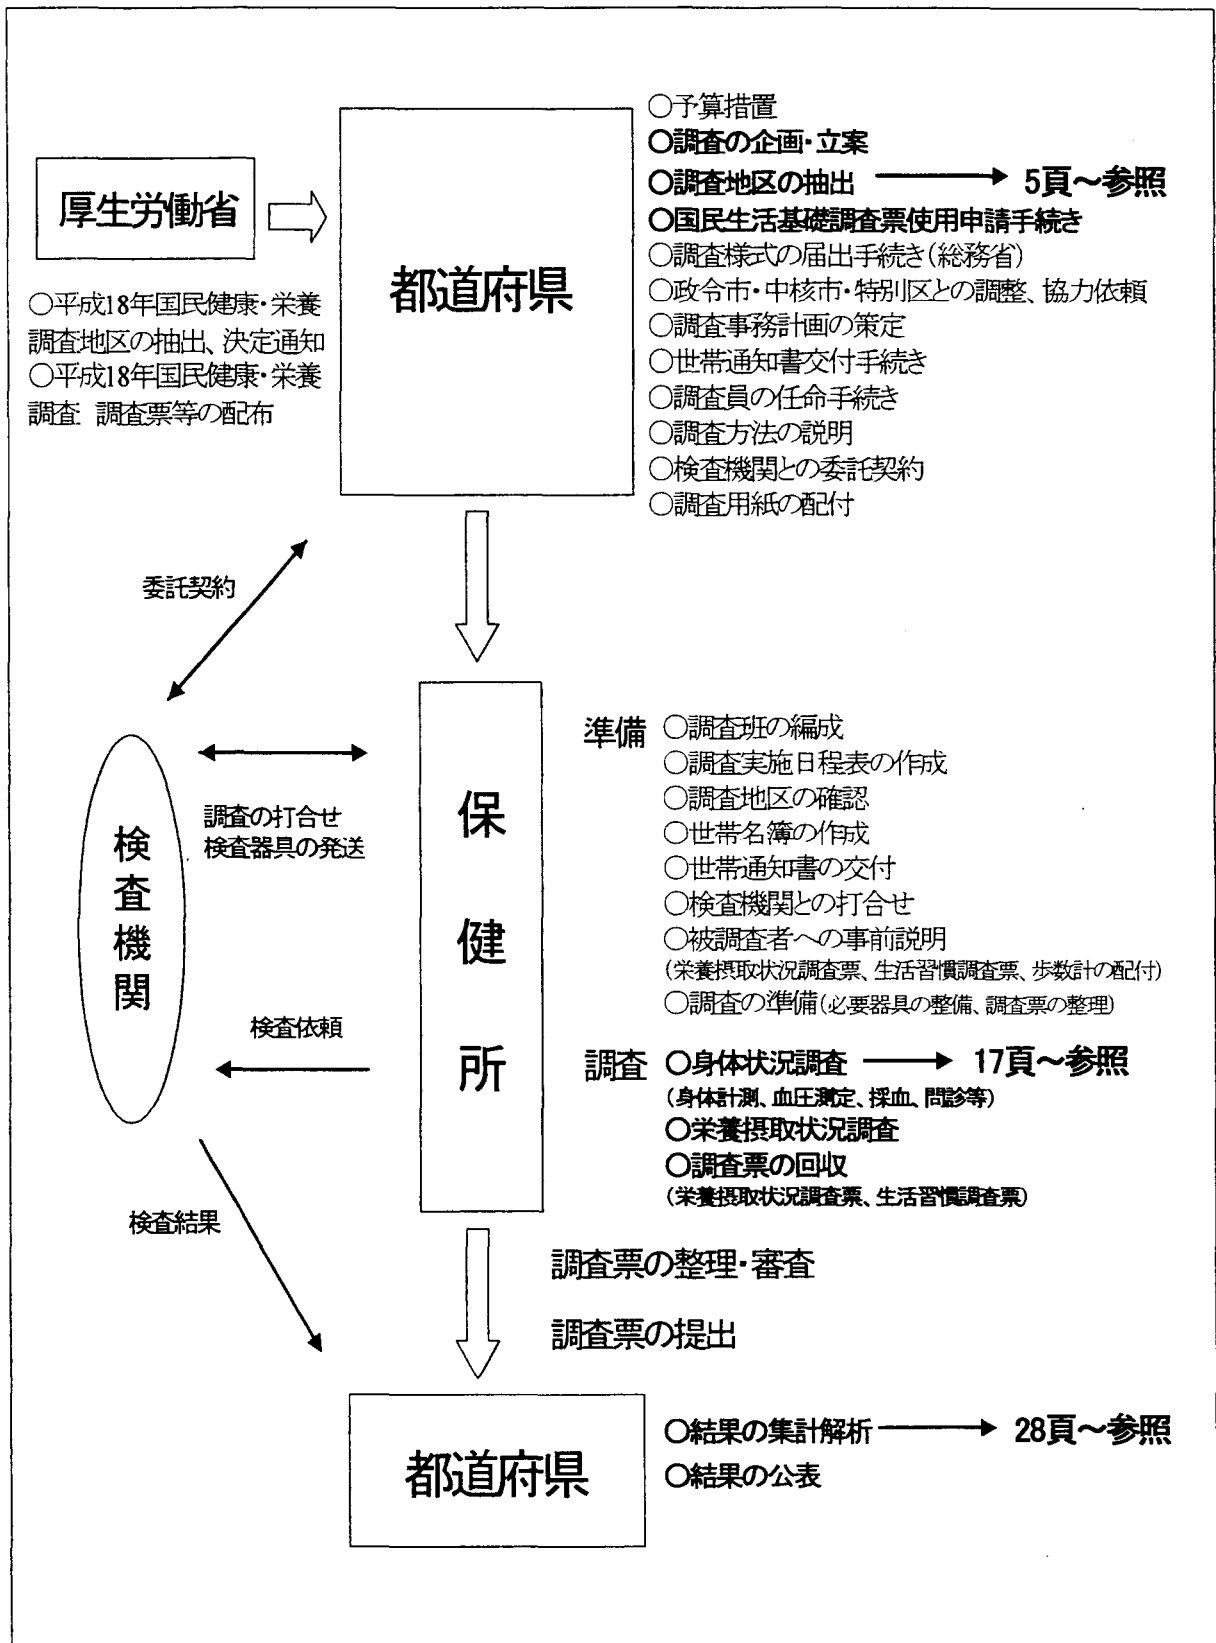 厚生労働省
○平成18年国民健康・栄養
調査地区の抽出、決定通知
○平成18年国民健康・栄養
調査 調査票等の配布
都道府県
○予算措置
○調査の企画・立案
○調査地区の抽出 5頁～参照
○国民生活基礎調査票使用申請手続き
○調査様式の届出手続き(総務省)
○政令市・中核市・特別区との調整、協力依頼
○調査事務計画の策定
○世帯通知書交付手続き
○調査員の任命手続き
○調査方法の説明
○検査機関との委託契約
○調査用紙の配付
委託契約
検査機関
調査の打合せ
検査器具の発送
検査依頼
検査結果
保健所
準備 ○調査班の編成
○調査実施日程表の作成
○調査地区の確認
○世帯名簿の作成
○世帯通知書の交付
○検査機関との打合せ
○被調査者への事前説明
(栄養摂取状況調査票、生活習慣調査票、歩数計の配付)
○調査の準備(必要器具の整備、調査票の整理)
調査 ○身体状況調査 17頁～参照
(身体計測、血圧測定、採血、問診等)
○栄養摂取状況調査
○調査票の回収
(栄養摂取状況調査票、生活習慣調査票)
調査票の整理・審査
調査票の提出
都道府県
○結果の集計解析 28頁～参照
○結果の公表